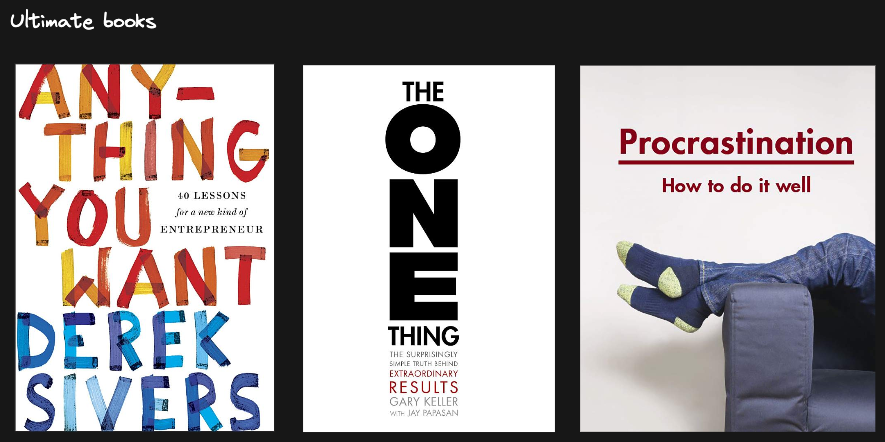 Ultimate books
ANY-
THING
YOU
40 LESSONS
for a new kind of
ENTREPRENEUR
WANT
DEREK
SIVERS
THE
ONE
THING
THE SURPRISINGLY
SIMPLE TRUTH BEHIND
EXTRAORDINARY
RESULTS
GARY KELLER
WITH JAY PAPASAN
Procrastination
How to do it well